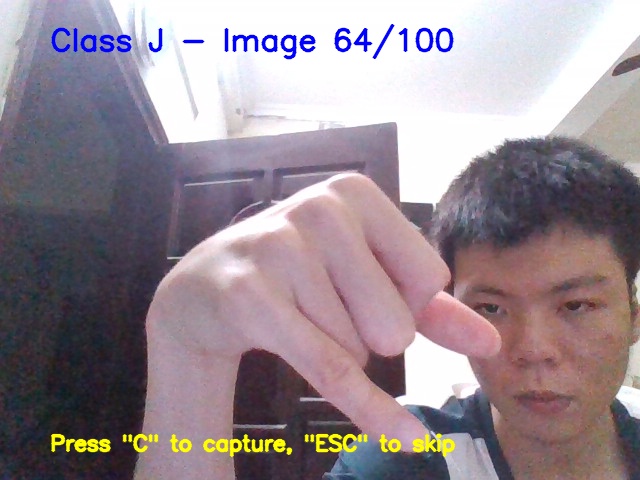 Class J - Image 64/100
Press "C" to capture, "ESC" to skip